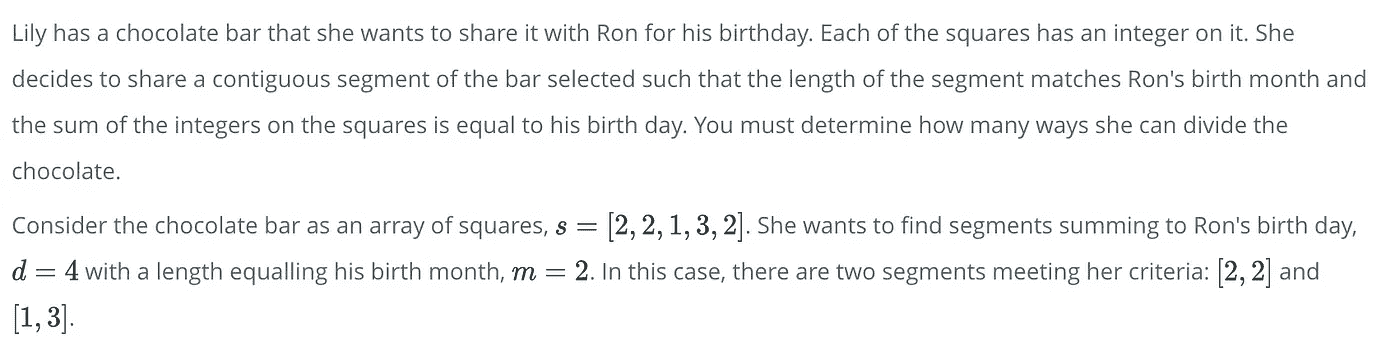 Lily has a chocolate bar that she wants to share it with Ron for his birthday. Each of the squares has an integer on it. She
decides to share a contiguous segment of the bar selected such that the length of the segment matches Ron's birth month and
the sum of the integers on the squares is equal to his birth day. You must determine how many ways she can divide the
chocolate.
Consider the chocolate bar as an array of squares, s = [2, 2, 1, 3, 2]. She wants to find segments summing to Ron's birth day,
d = 4 with a length equalling his birth month, m = 2. In this case, there are two segments meeting her criteria: [2, 2] and
[1, 3].